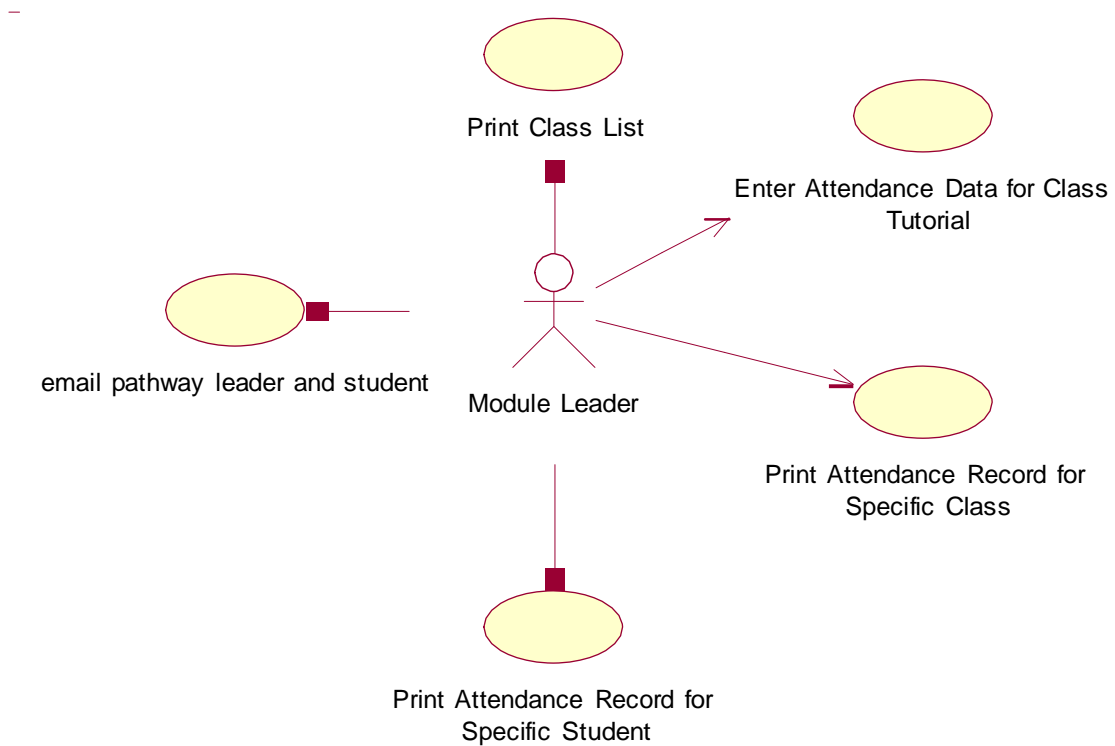 Print Class List
Enter Attendance Data for Class
Tutorial
email pathway leader and student
Module Leader
Print Attendance Record for
Specific Class
Print Attendance Record for
Specific Student